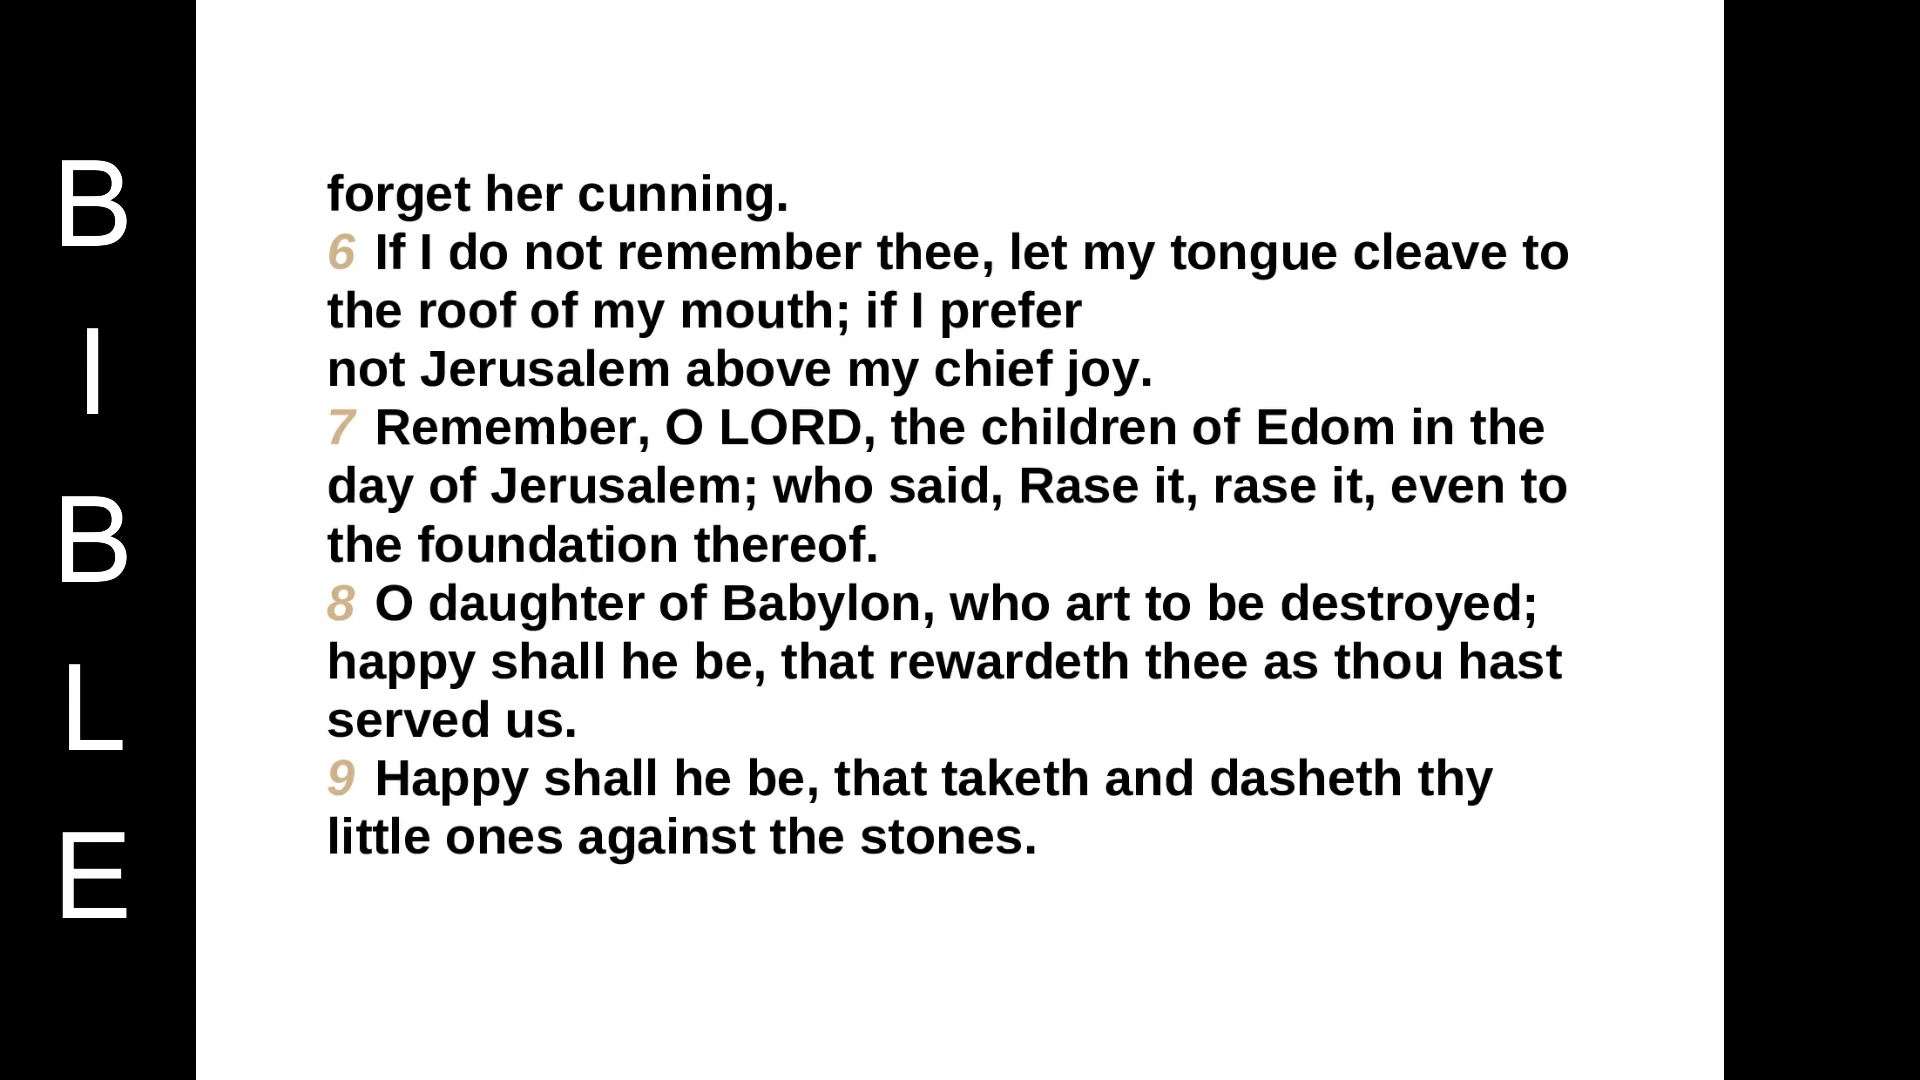 B
I
B
L
E
forget her cunning.
6 If I do not remember thee, let my tongue cleave to
the roof of my mouth; if I prefer
not Jerusalem above my chief joy.
7 Remember, O LORD, the children of Edom in the
day of Jerusalem; who said, Rase it, rase it, even to
the foundation thereof.
8 O daughter of Babylon, who art to be destroyed;
happy shall he be, that rewardeth thee as thou hast
served us.
9 Happy shall he be, that taketh and dasheth thy
little ones against the stones.